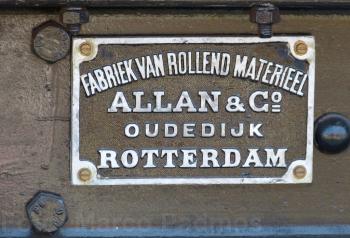 FABRIEK VAN ROLLEND MATERIEEL
ALLAN & Co
OUDEDIJK
ROTTERDAM